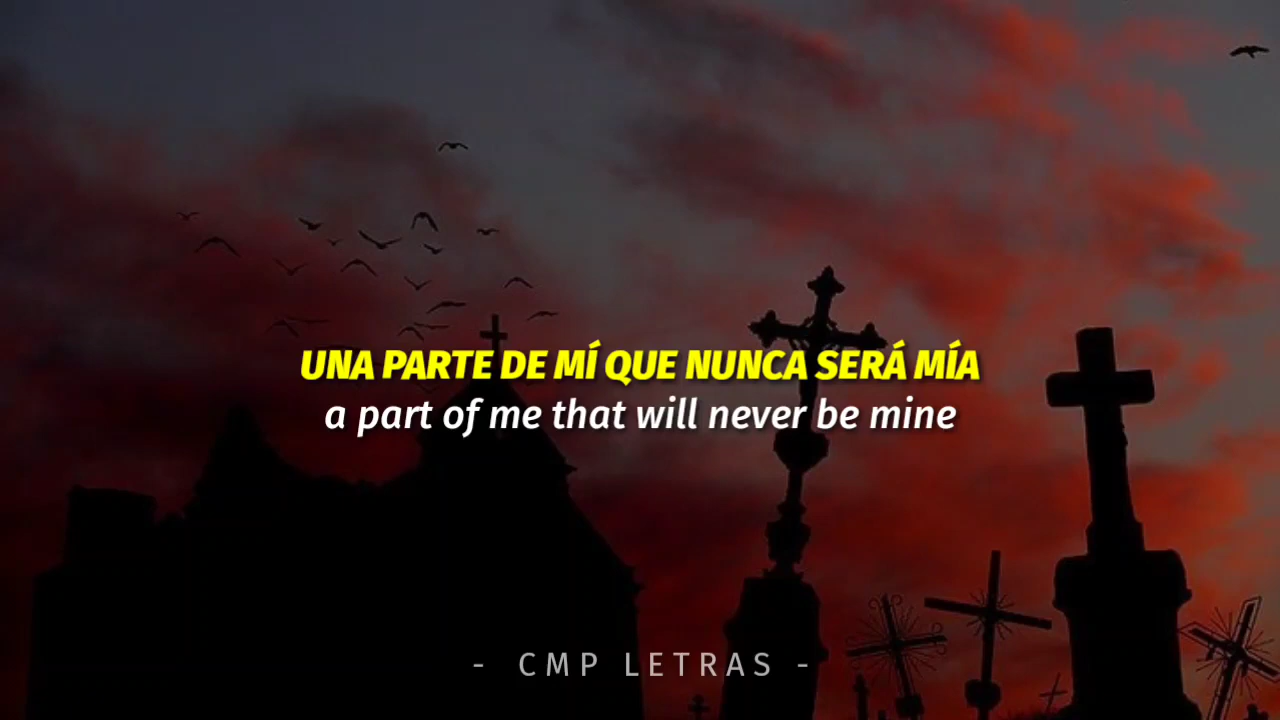 UNA PARTE DE MÍ QUE NUNCA SERÁ MÍA
a part of me that will never be mine
- CMP LETRAS -